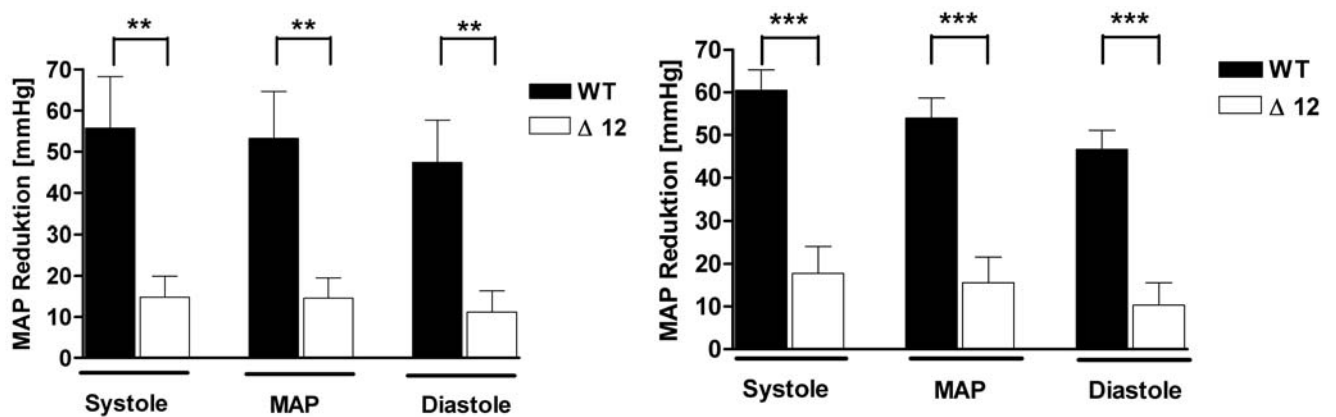 ** ** **
MAP Reduktion [mmHg]
70
60
50
40
30
20
10
0
WT
Δ 12
Systole MAP Diastole
*** *** ***
MAP Reduktion [mmHg]
70
60
50
40
30
20
10
0
WT
Δ 12
Systole MAP Diastole